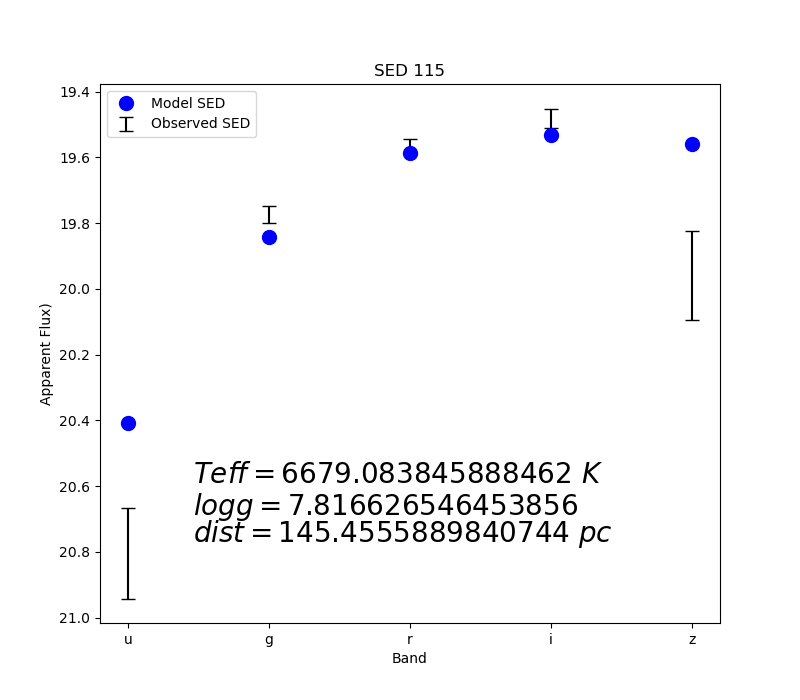 SED 115
Model SED
Observed SED
19.4
19.6
19.8
20.0
20.2
20.4
20.6
20.8
21.0
Apparent Flux)
Teff = 6679.083845888462 K
logg = 7.816626546453856
dist = 145.4555889840744 pc
u g r i z
Band